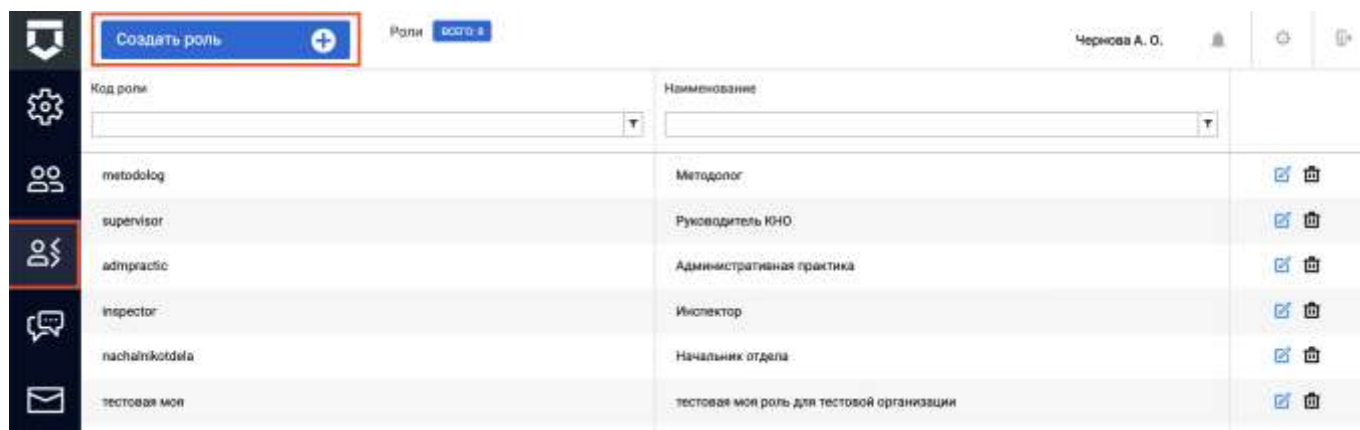 Создать роль
Роли ВСЕГО: 8
Чернова А. О.
Код роли Наименование
metodolog Методолог
supervisor Руководитель КНО
admpractic Административная практика
inspector Инспектор
nachalnikotdela Начальник отдела
тестовая моя тестовая моя роль для тестовой организации